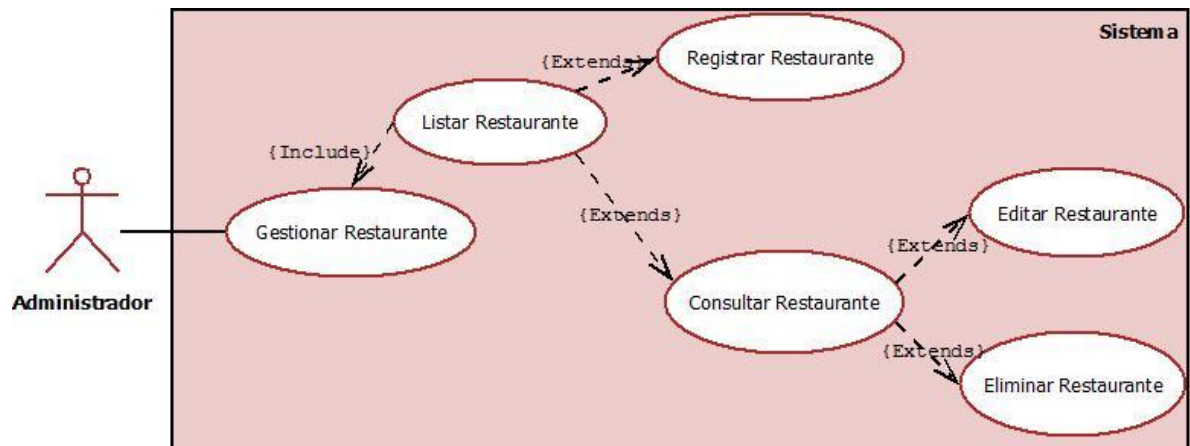 Sistema
Registrar Restaurante
{Extends}
Listar Restaurante
{Include}
Gestionar Restaurante
{Extends}
Editar Restaurante
{Extends}
Administrador
Consultar Restaurante
{Extends}
Eliminar Restaurante